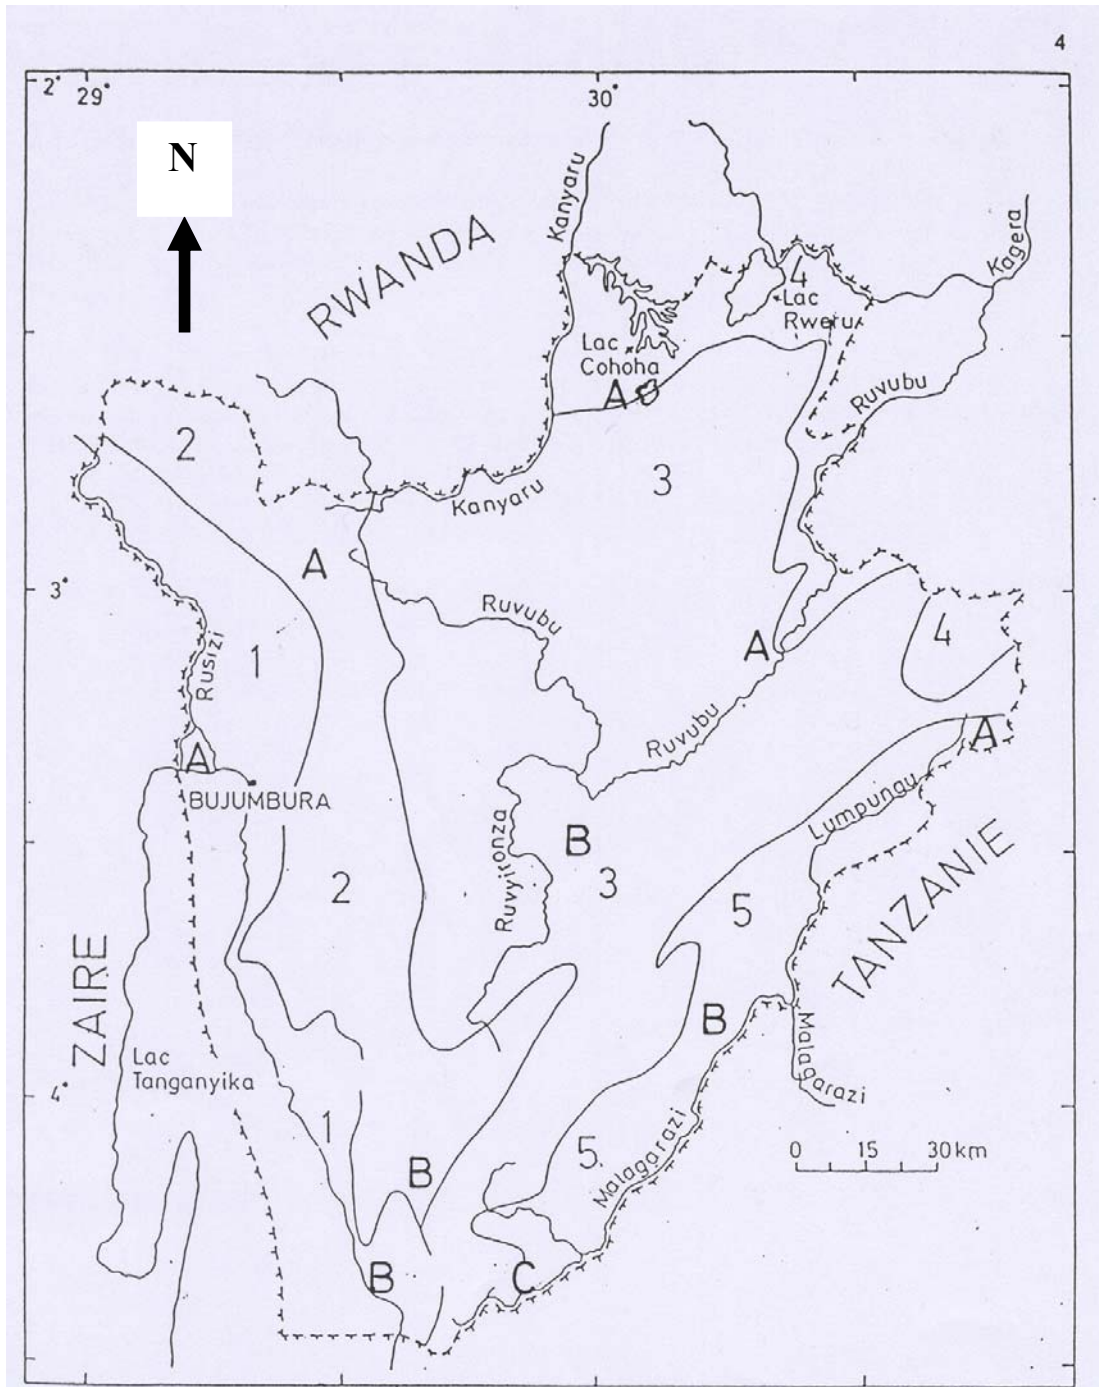 4
2° 29°
30°
N
Kanyaru
RWANDA
Kagera
4
Lac
Rweru
Lac
Cohoha
A
Ruvubu
2
3
Kanyaru
A
3°
Ruvubu
1
Rusizi
A
4
Ruvubu
A
A
BUJUMBURA
Lumpungu
Ruvyironza
B
2
3
5
TANZANIE
ZAIRE
B
Malagarazi
Lac
Tanganyika
4°
1
B
5
Malagarazi
0 15 30 km
B
C